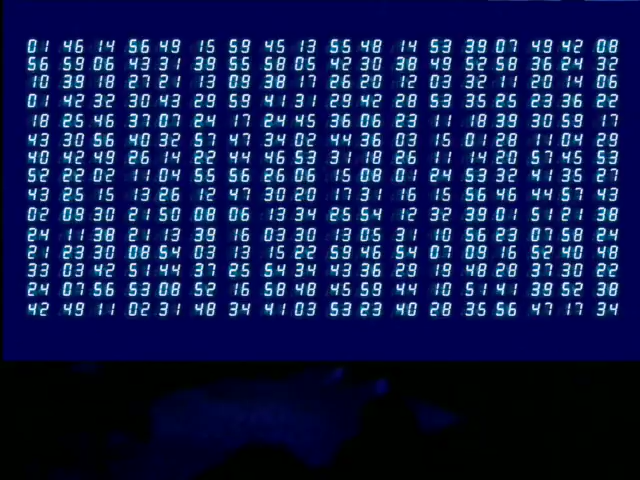 01 46 14 56 49 15 59 45 13 55 48 14 53 39 07 49 42 08
56 59 06 43 31 39 55 58 05 42 30 38 49 52 58 36 24 32
10 39 18 27 21 13 09 38 17 26 20 12 03 32 11 20 14 06
01 42 32 30 43 29 59 41 31 29 42 28 53 35 25 23 36 22
18 25 46 37 07 24 17 24 45 36 06 23 11 18 39 30 59 17
43 30 56 40 32 57 47 34 02 44 36 03 15 01 28 11 04 29
40 42 49 26 14 22 44 46 53 31 18 26 11 14 20 57 45 53
52 22 02 11 04 55 56 26 06 15 08 01 24 53 32 41 35 27
43 25 15 13 26 12 47 30 20 17 31 16 15 56 46 44 57 43
02 09 30 21 50 08 06 13 34 25 54 12 32 39 01 51 21 38
24 11 38 21 13 39 16 03 30 13 05 31 10 56 23 07 58 24
21 23 30 08 54 03 13 15 22 59 46 54 07 09 16 52 40 48
33 03 42 51 44 37 25 54 34 43 36 29 19 48 28 37 30 22
24 07 56 53 08 52 16 58 48 45 59 44 10 51 41 39 52 38
42 49 11 02 31 48 34 41 03 53 23 40 28 35 56 47 17 34